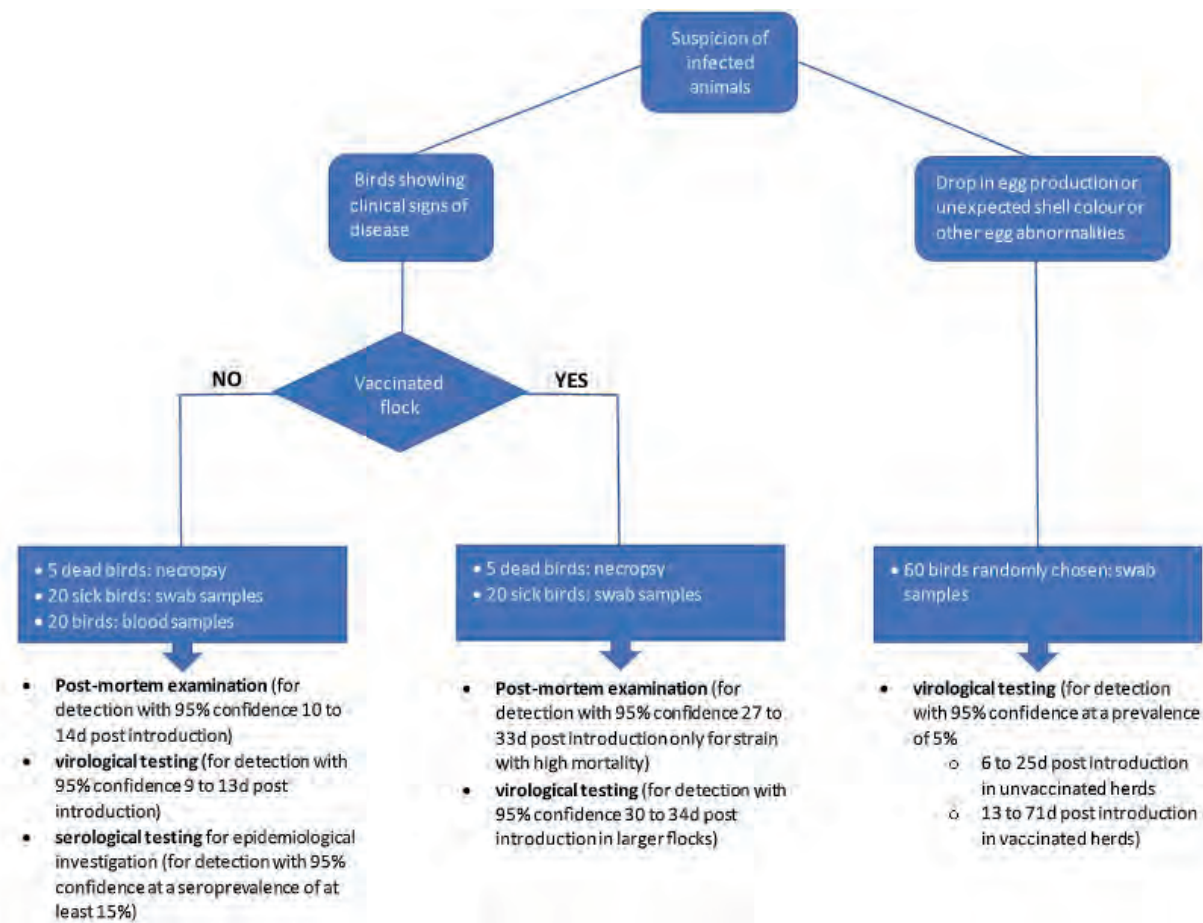 Suspicion of
infected
animals
Birds showing
clinical signs of
disease
Drop in egg production or
unexpected shell colour or
other egg abnormalities
NO
Vaccinated
flock
YES
• 5 dead birds: necropsy
• 20 sick birds: swab samples
• 20 birds: blood samples
• 5 dead birds: necropsy
• 20 sick birds: swab samples
• 60 birds randomly chosen: swab
samples
• Post-mortem examination (for
detection with 95% confidence 10 to
14d post introduction)
• virological testing (for detection with
95% confidence 9 to 13d post
introduction)
• serological testing for epidemiological
investigation (for detection with 95%
confidence at a seroprevalence of at
least 15%)
• Post-mortem examination (for
detection with 95% confidence 27 to
33d post introduction only for strain
with high mortality)
• virological testing (for detection with
95% confidence 30 to 34d post
introduction in larger flocks)
• virological testing (for detection
with 95% confidence at a prevalence
of 5%
o 6 to 25d post introduction
in unvaccinated herds
o 13 to 71d post introduction
in vaccinated herds)